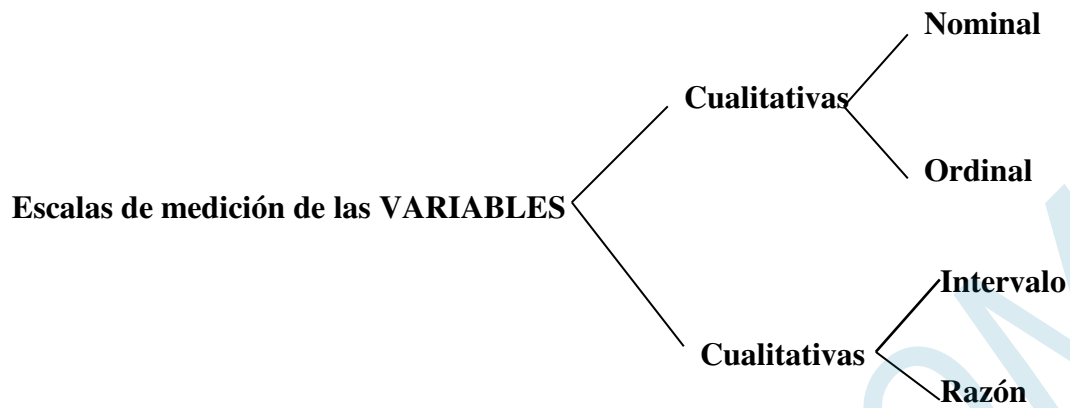 Nominal
Cualitativas
Ordinal
Escalas de medición de las VARIABLES
Intervalo
Cualitativas
Razón